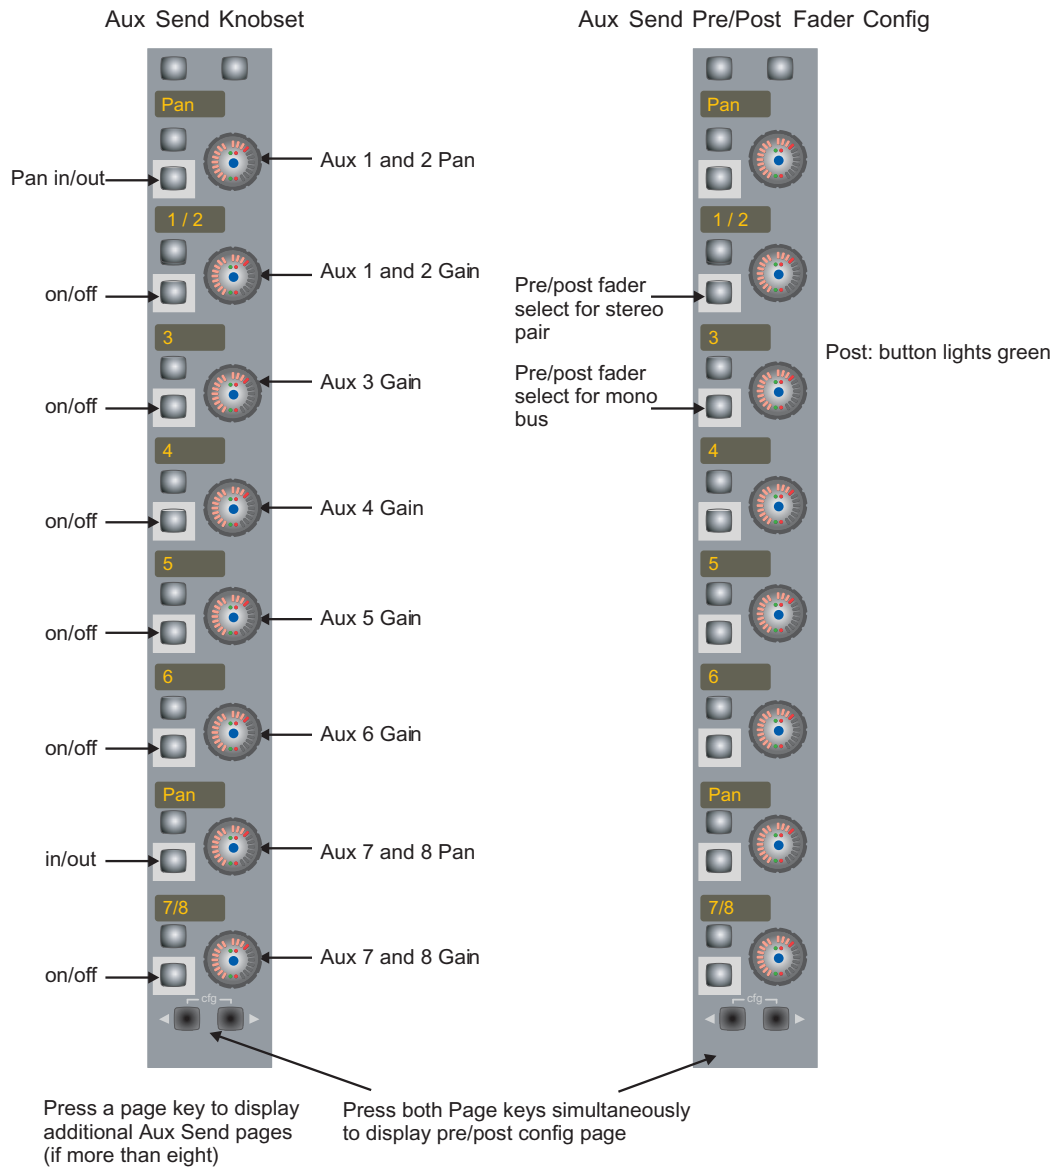 Aux Send Knobset
Pan
Pan in/out
Aux 1 and 2 Pan
1 / 2
on/off
Aux 1 and 2 Gain
3
on/off
Aux 3 Gain
4
on/off
Aux 4 Gain
5
on/off
Aux 5 Gain
6
on/off
Aux 6 Gain
Pan
in/out
Aux 7 and 8 Pan
7/8
on/off
Aux 7 and 8 Gain
cfg
Press a page key to display
additional Aux Send pages
(if more than eight)
Aux Send Pre/Post Fader Config
Pan
1 / 2
Pre/post fader
select for stereo
pair
3
Pre/post fader
select for mono
bus
Post: button lights green
4
5
6
Pan
7/8
cfg
Press both Page keys simultaneously
to display pre/post config page